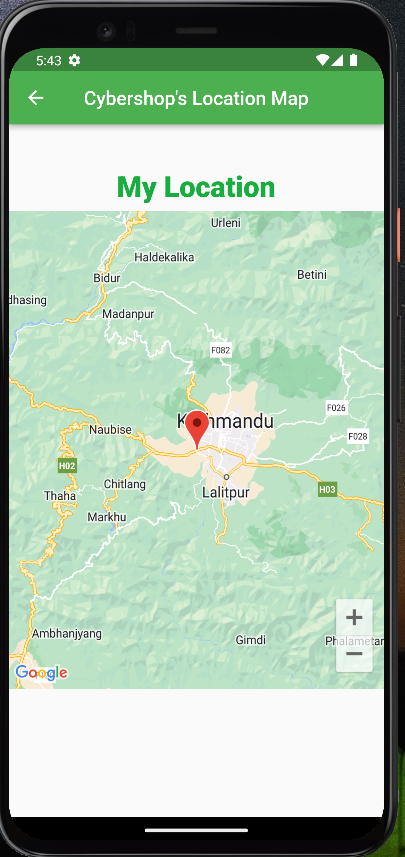 5:43
Cybershop's Location Map
My Location
Urleni
Haldekalika
Bidur
Betini
dhasing
Madanpur
F082
F026
Kathmandu
Naubise
F028
H02
Chitlang
Lalitpur
H03
Thaha
Markhu
+
Ambhanjyang
Gimdi
Phalametar
−
Google